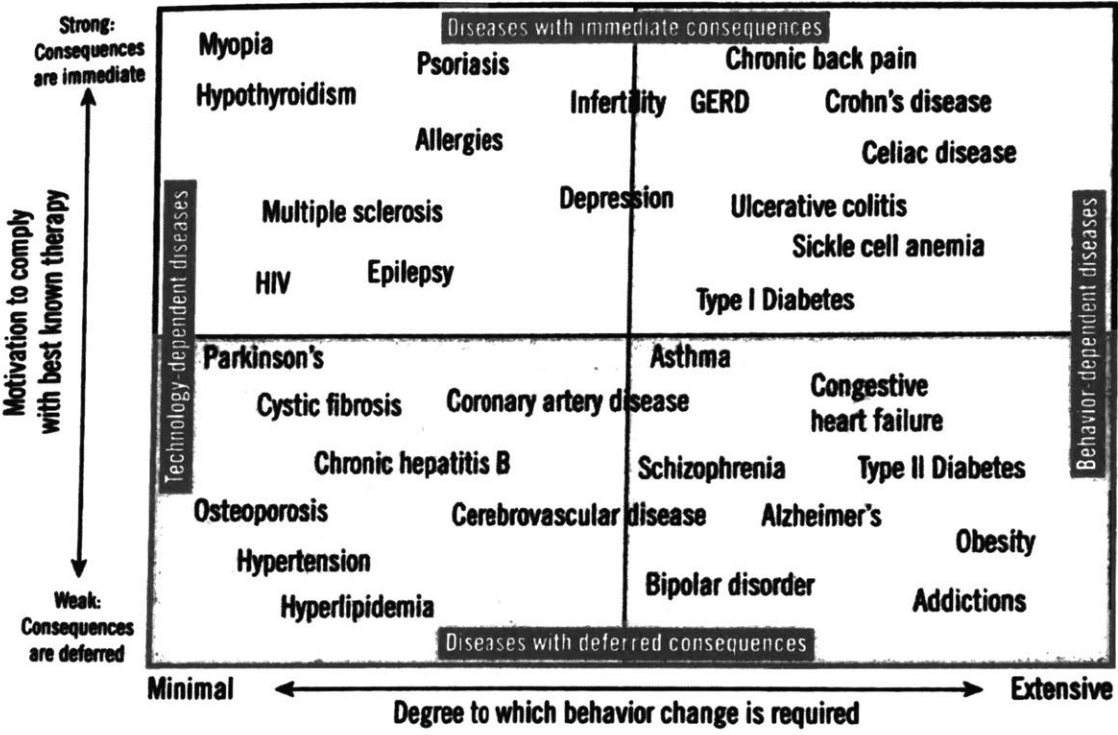 Strong:
Consequences
are immediate
Motivation to comply
with best known therapy
Weak:
Consequences
are deferred
Diseases with immediate consequences
Technology-dependent diseases
Behavior-dependent diseases
Myopia
Psoriasis
Chronic back pain
Hypothyroidism
Infertility
GERD
Crohn's disease
Allergies
Celiac disease
Multiple sclerosis
Depression
Ulcerative colitis
Sickle cell anemia
HIV
Epilepsy
Type I Diabetes
Parkinson's
Asthma
Cystic fibrosis
Coronary artery disease
Congestive
heart failure
Chronic hepatitis B
Schizophrenia
Type II Diabetes
Osteoporosis
Cerebrovascular disease
Alzheimer's
Obesity
Hypertension
Bipolar disorder
Hyperlipidemia
Addictions
Diseases with deferred consequences
Minimal
Extensive
Degree to which behavior change is required